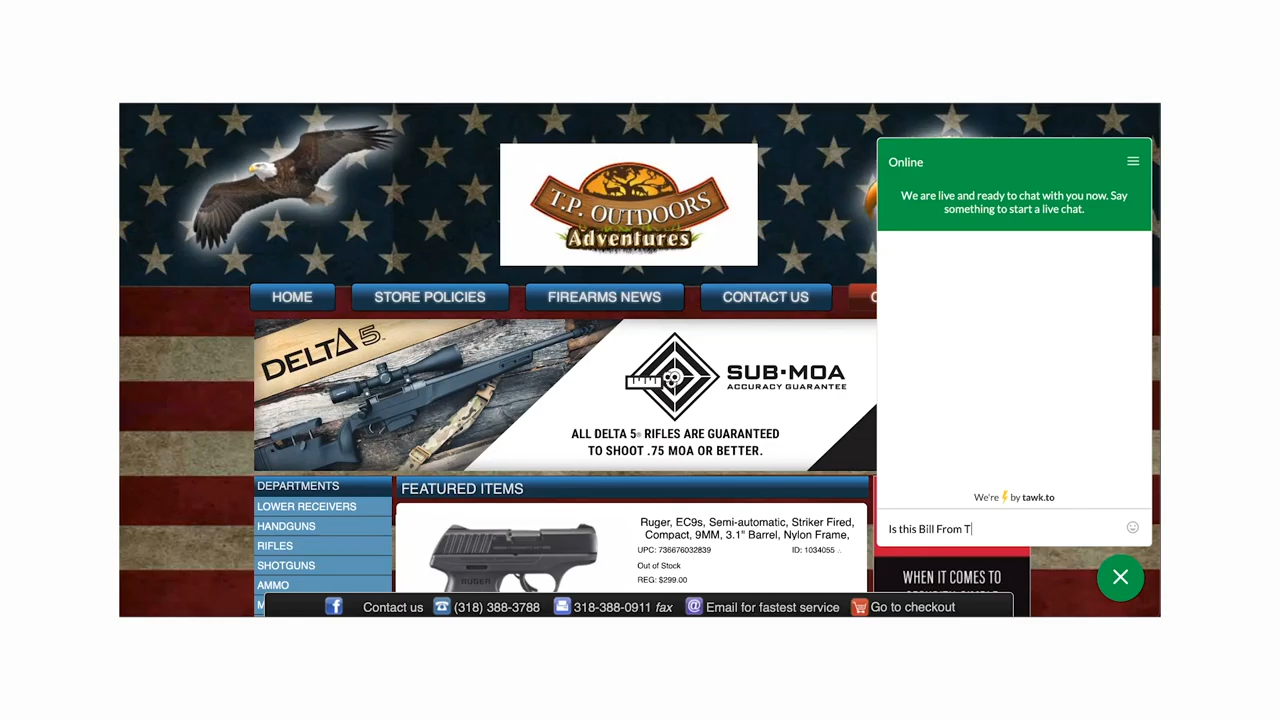 T.P. OUTDOORS
Adventures
HOME
STORE POLICIES
FIREARMS NEWS
CONTACT US
DELTA 5
SUB-MOA
ACCURACY GUARANTEE
ALL DELTA 5® RIFLES ARE GUARANTEED
TO SHOOT .75 MOA OR BETTER.
DEPARTMENTS
LOWER RECEIVERS
HANDGUNS
RIFLES
SHOTGUNS
AMMO
FEATURED ITEMS
RUGER
Ruger, EC9s, Semi-automatic, Striker Fired,
Compact, 9MM, 3.1" Barrel, Nylon Frame,
UPC: 736676032839 ID: 1034055
Out of Stock
REG: $299.00
WHEN IT COMES TO
Contact us (318) 388-3788 318-388-0911 fax Email for fastest service Go to checkout
Online
We are live and ready to chat with you now. Say
something to start a live chat.
We're by tawk.to
Is this Bill From T